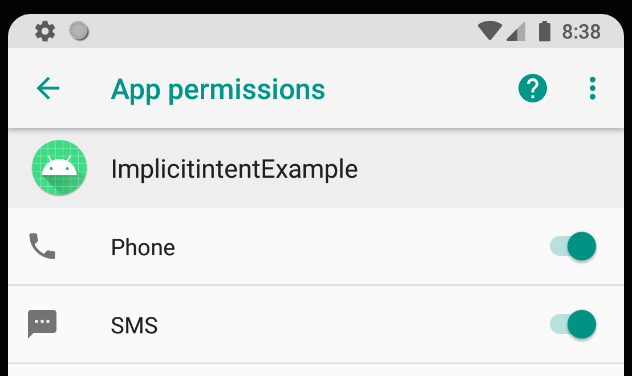 8:38
App permissions
ImplicitintentExample
Phone
SMS